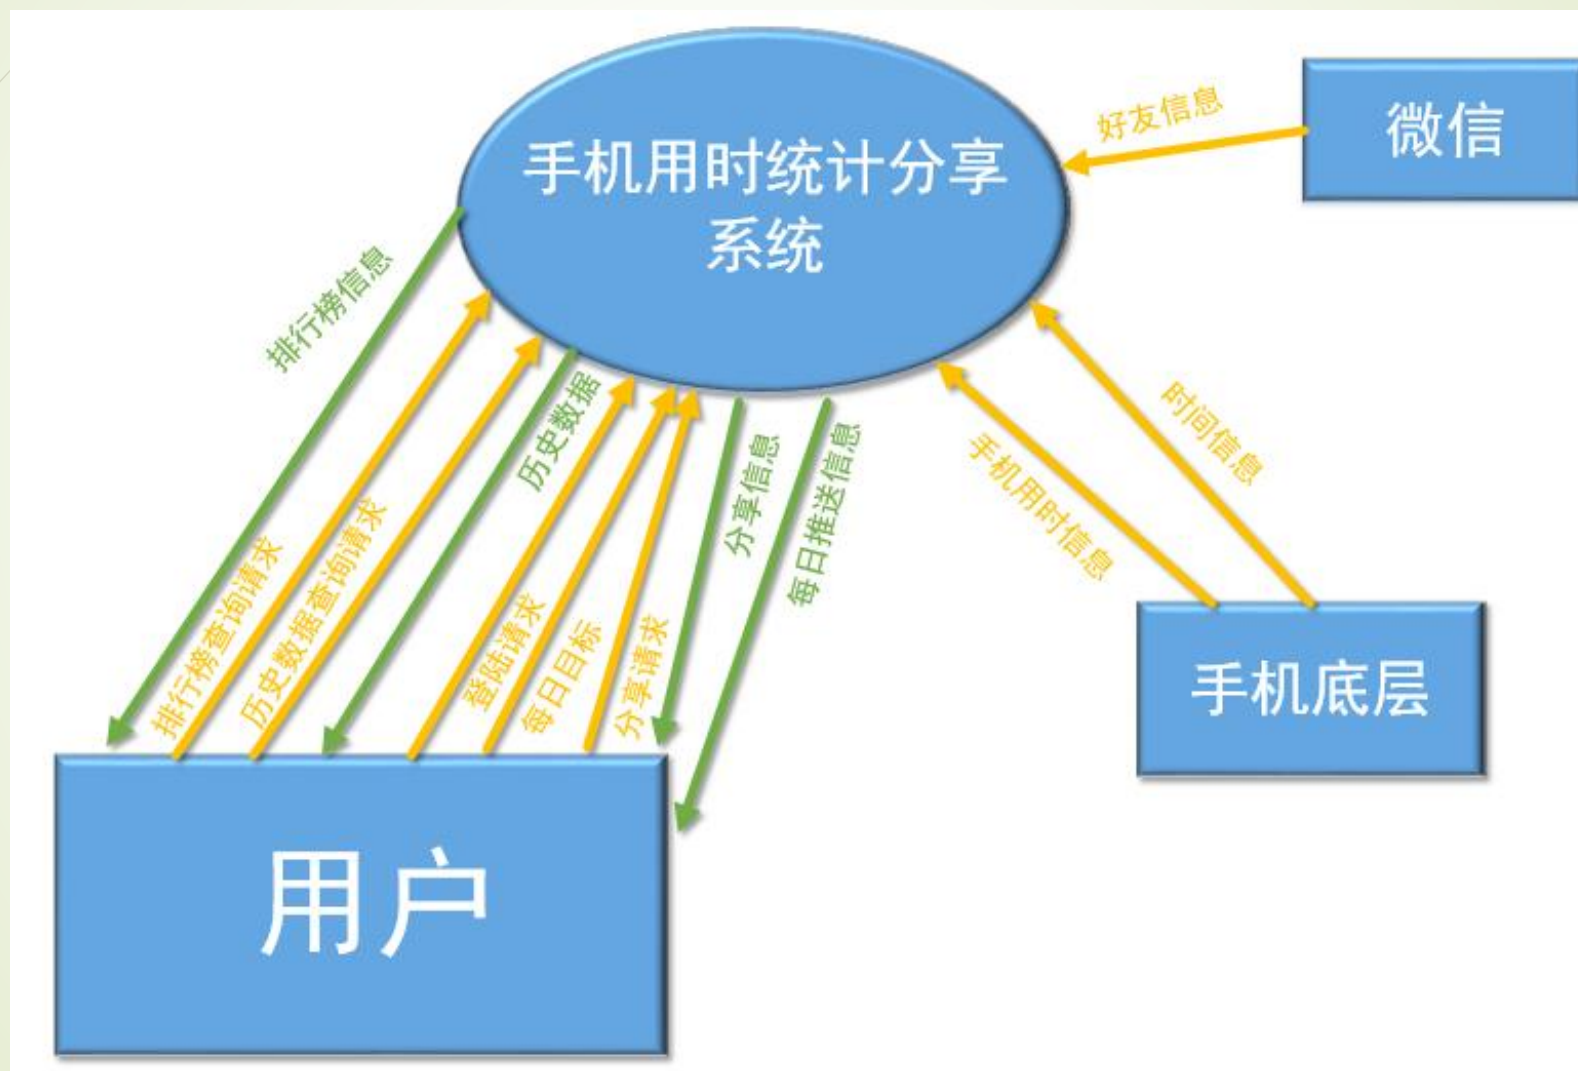 手机用时统计分享
系统
微信
好友信息
排行榜信息
历史数据
分享信息
每日推送信息
手机用时信息
时间信息
排行榜查询请求
历史数据查询请求
登陆请求
每日目标
分享请求
手机底层
用户